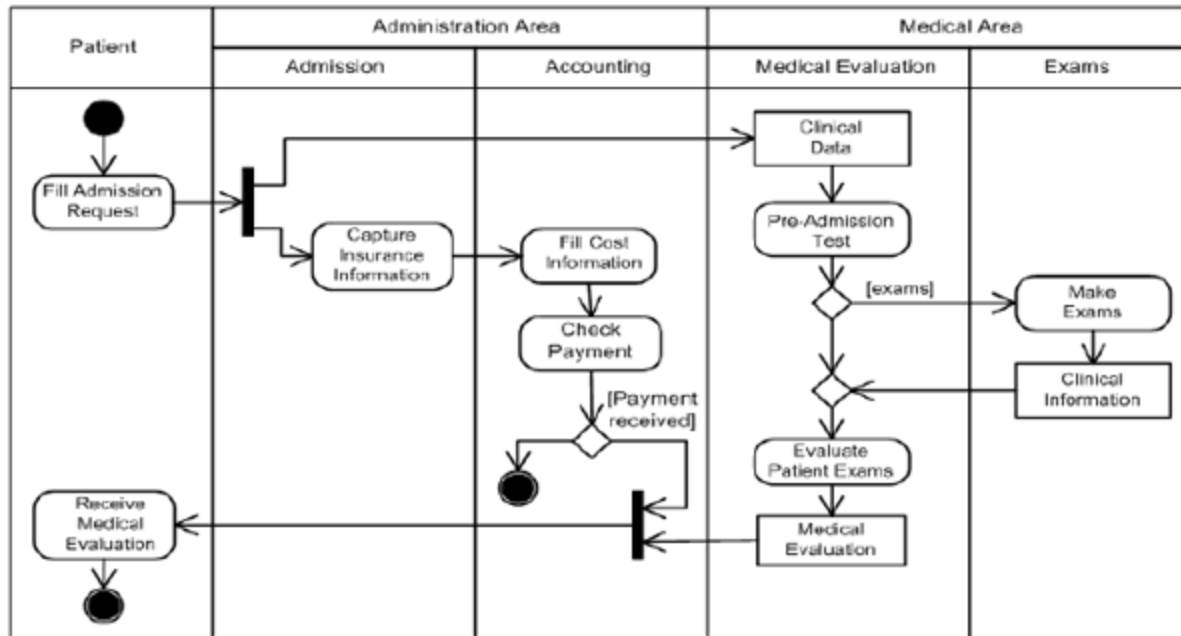 Patient
Administration Area
Medical Area
Admission
Accounting
Medical Evaluation
Exams
Fill Admission
Request
Capture
Insurance
Information
Fill Cost
Information
Check
Payment
[Payment
received]
Clinical
Data
Pre-Admission
Test
[exams]
Make
Exams
Clinical
Information
Evaluate
Patient Exams
Medical
Evaluation
Receive
Medical
Evaluation